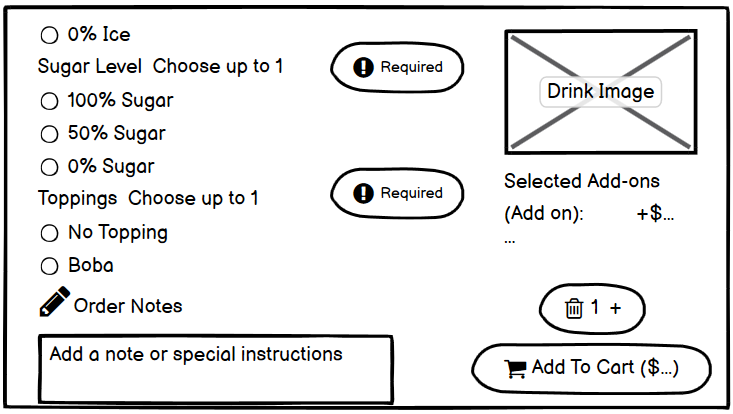 0% Ice
Sugar Level Choose up to 1
Required
100% Sugar
50% Sugar
0% Sugar
Toppings Choose up to 1
Required
No Topping
Boba
Order Notes
Add a note or special instructions
Drink Image
Selected Add-ons
(Add on): +$...
...
1 +
Add To Cart ($...)